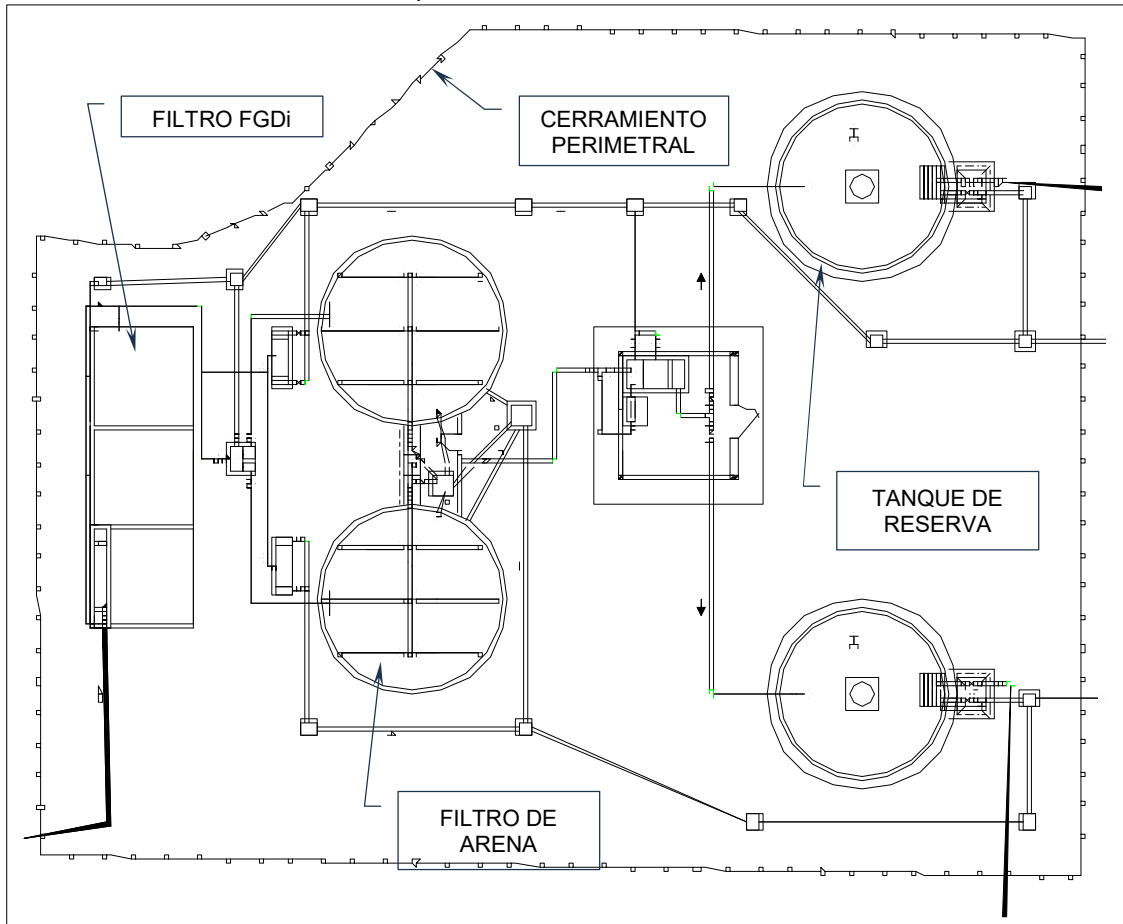 FILTRO FGDi
CERRAMIENTO
PERIMETRAL
TANQUE DE
RESERVA
FILTRO DE
ARENA